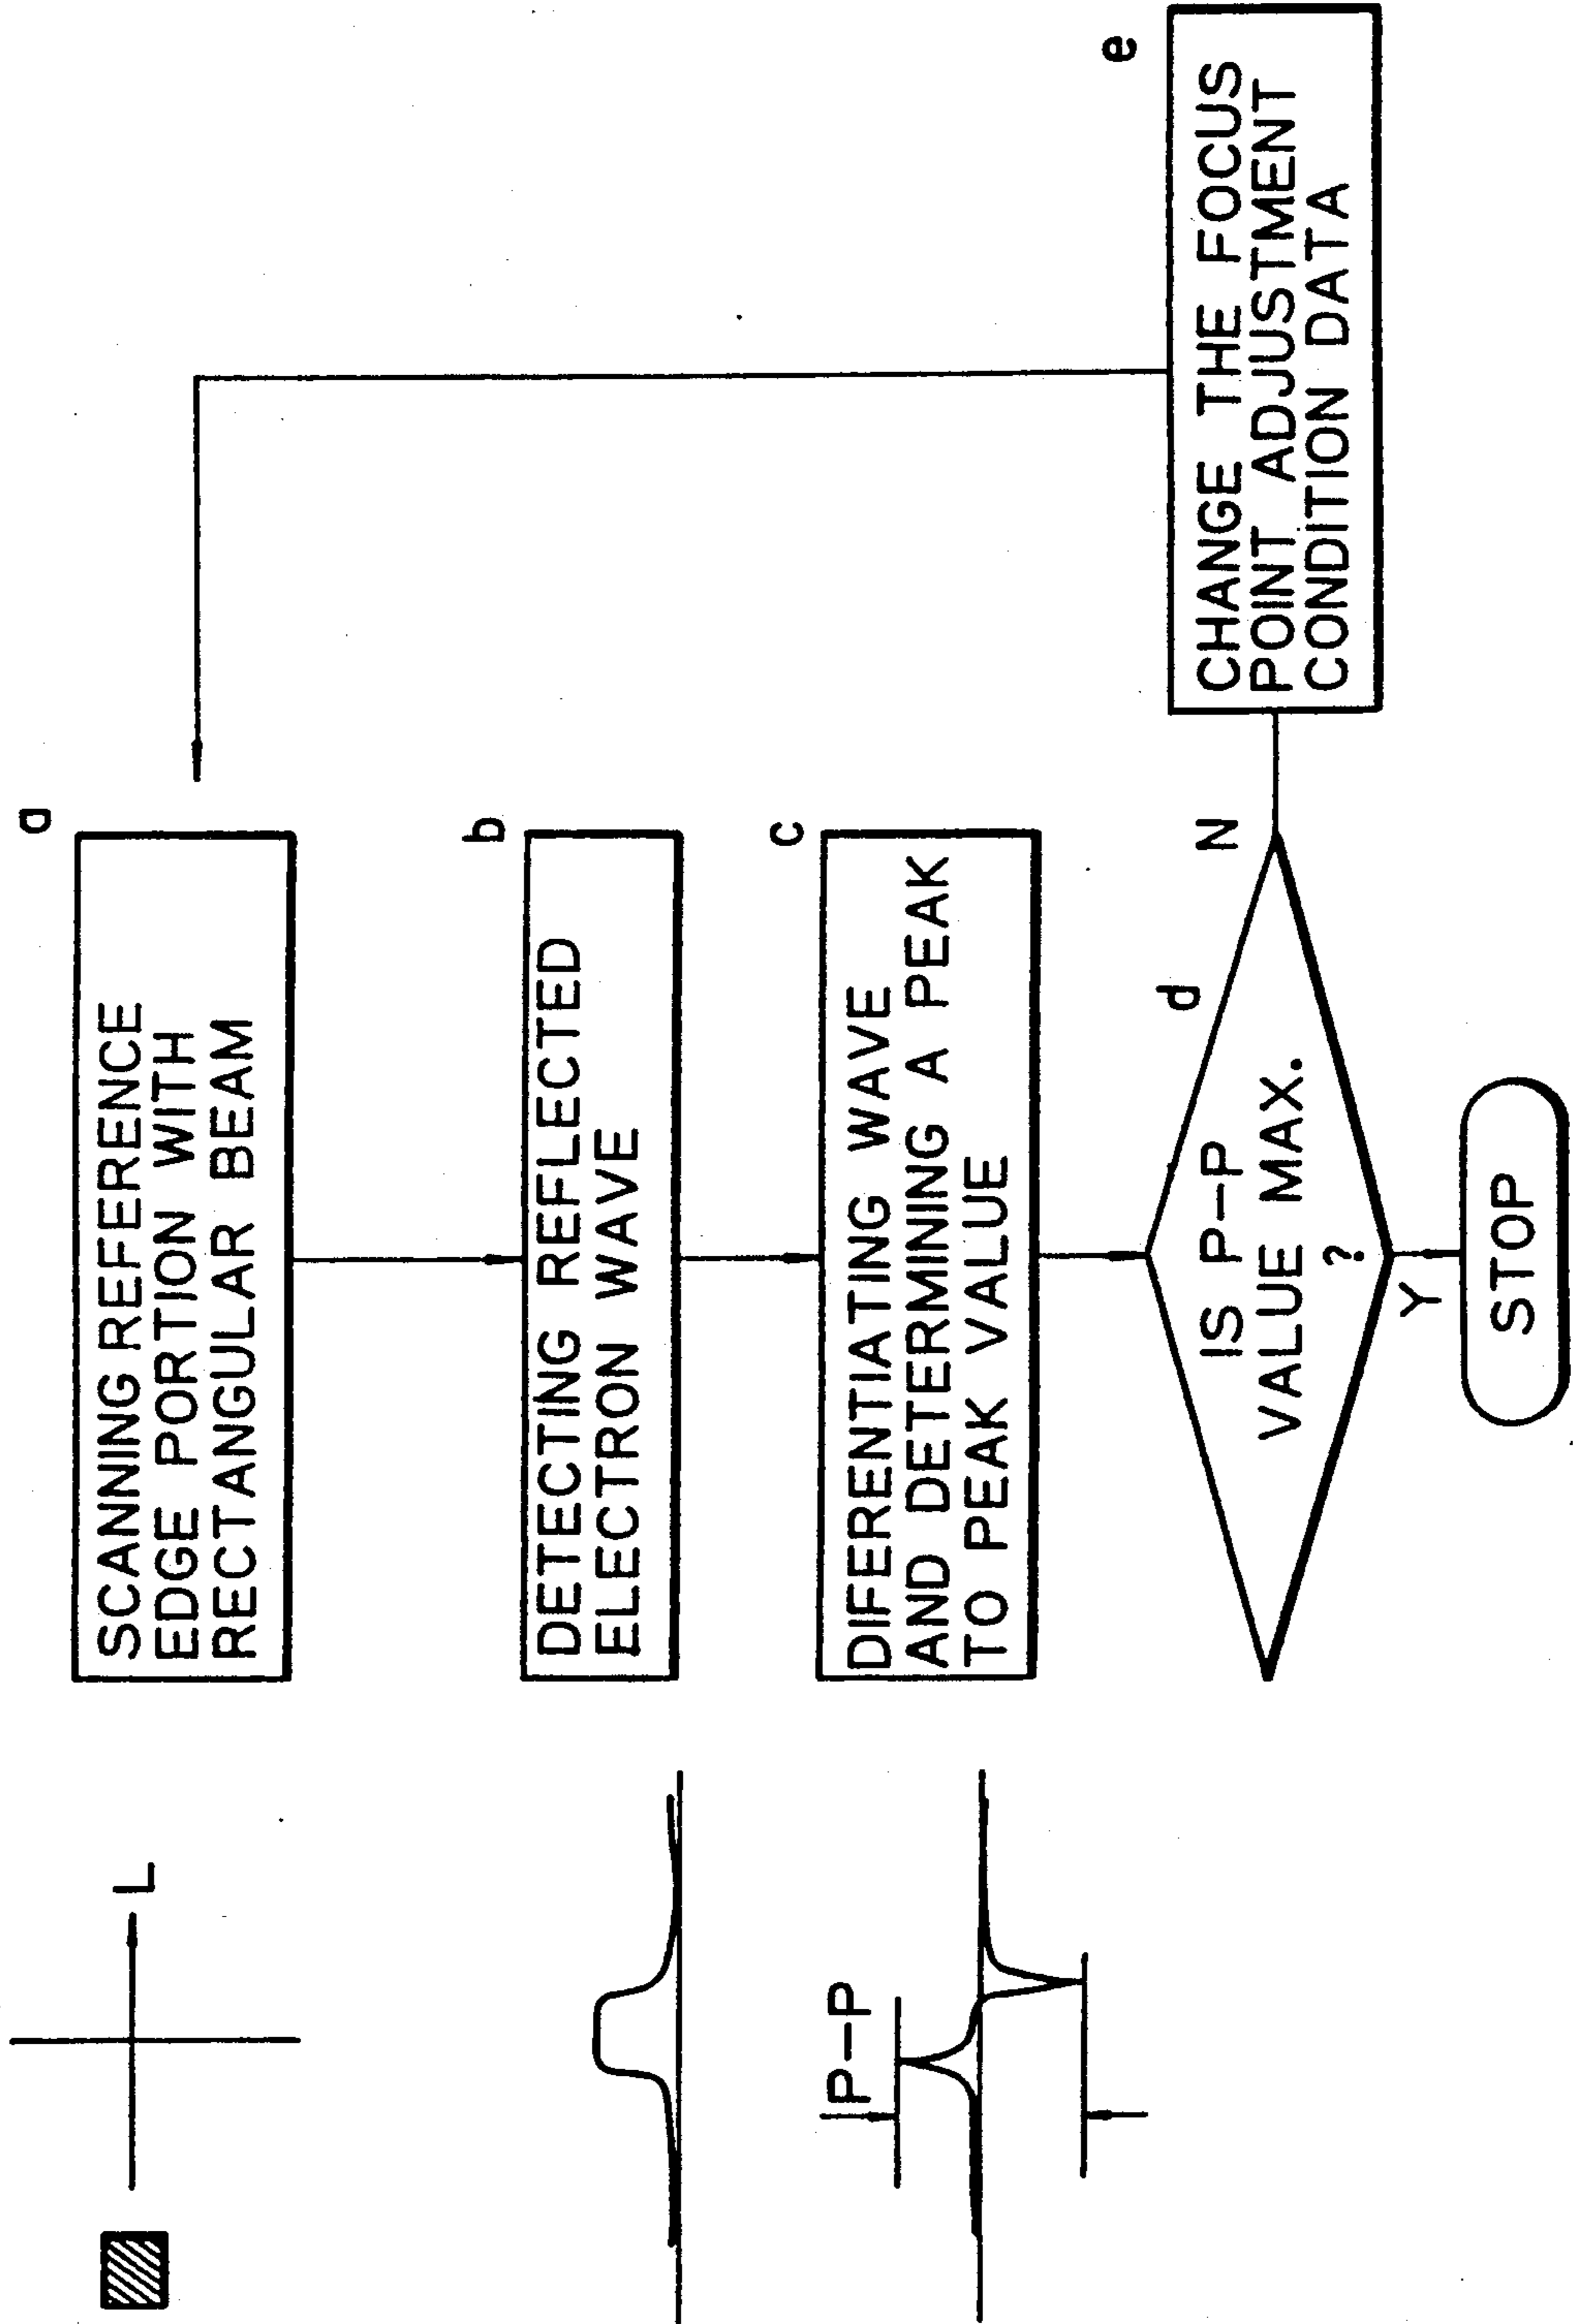 L
a
SCANNING REFERENCE
EDGE PORTION WITH
RECTANGULAR BEAM
b
DETECTING REFLECTED
ELECTRON WAVE
P-P
c
DIFERENTIATING WAVE
AND DETERMINING A PEAK
TO PEAK VALUE
d
IS P-P
VALUE MAX.
?
N
Y
e
CHANGE THE FOCUS
POINT ADJUSTMENT
CONDITION DATA
STOP